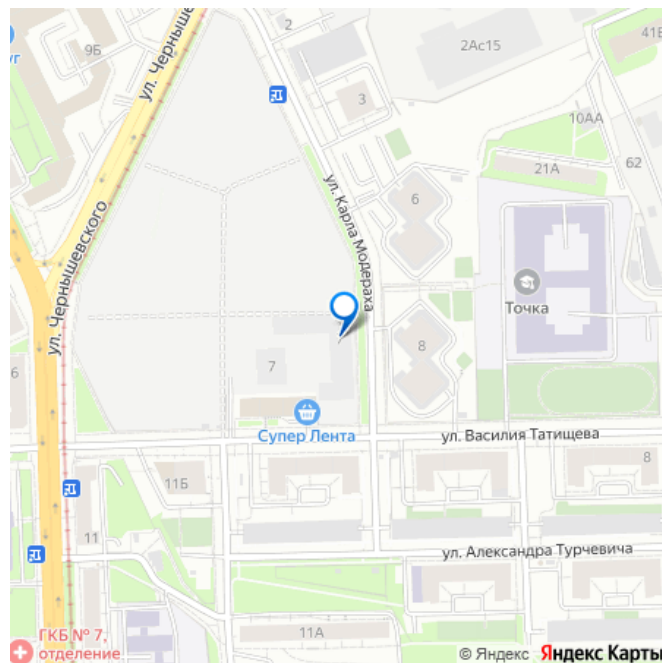 2
ул. Черныше
9Б
уг
2Ас15
41Б
3
10АА
62
21А
ул. Карла Модераха
6
ул. Чернышевского
Точка
8
7
6
Супер Лента
ул. Василия Татищева
8
11Б
11
ул. Александра Турчевича
11А
ГКБ № 7,
отделение
© Яндекс Яндекс Карты